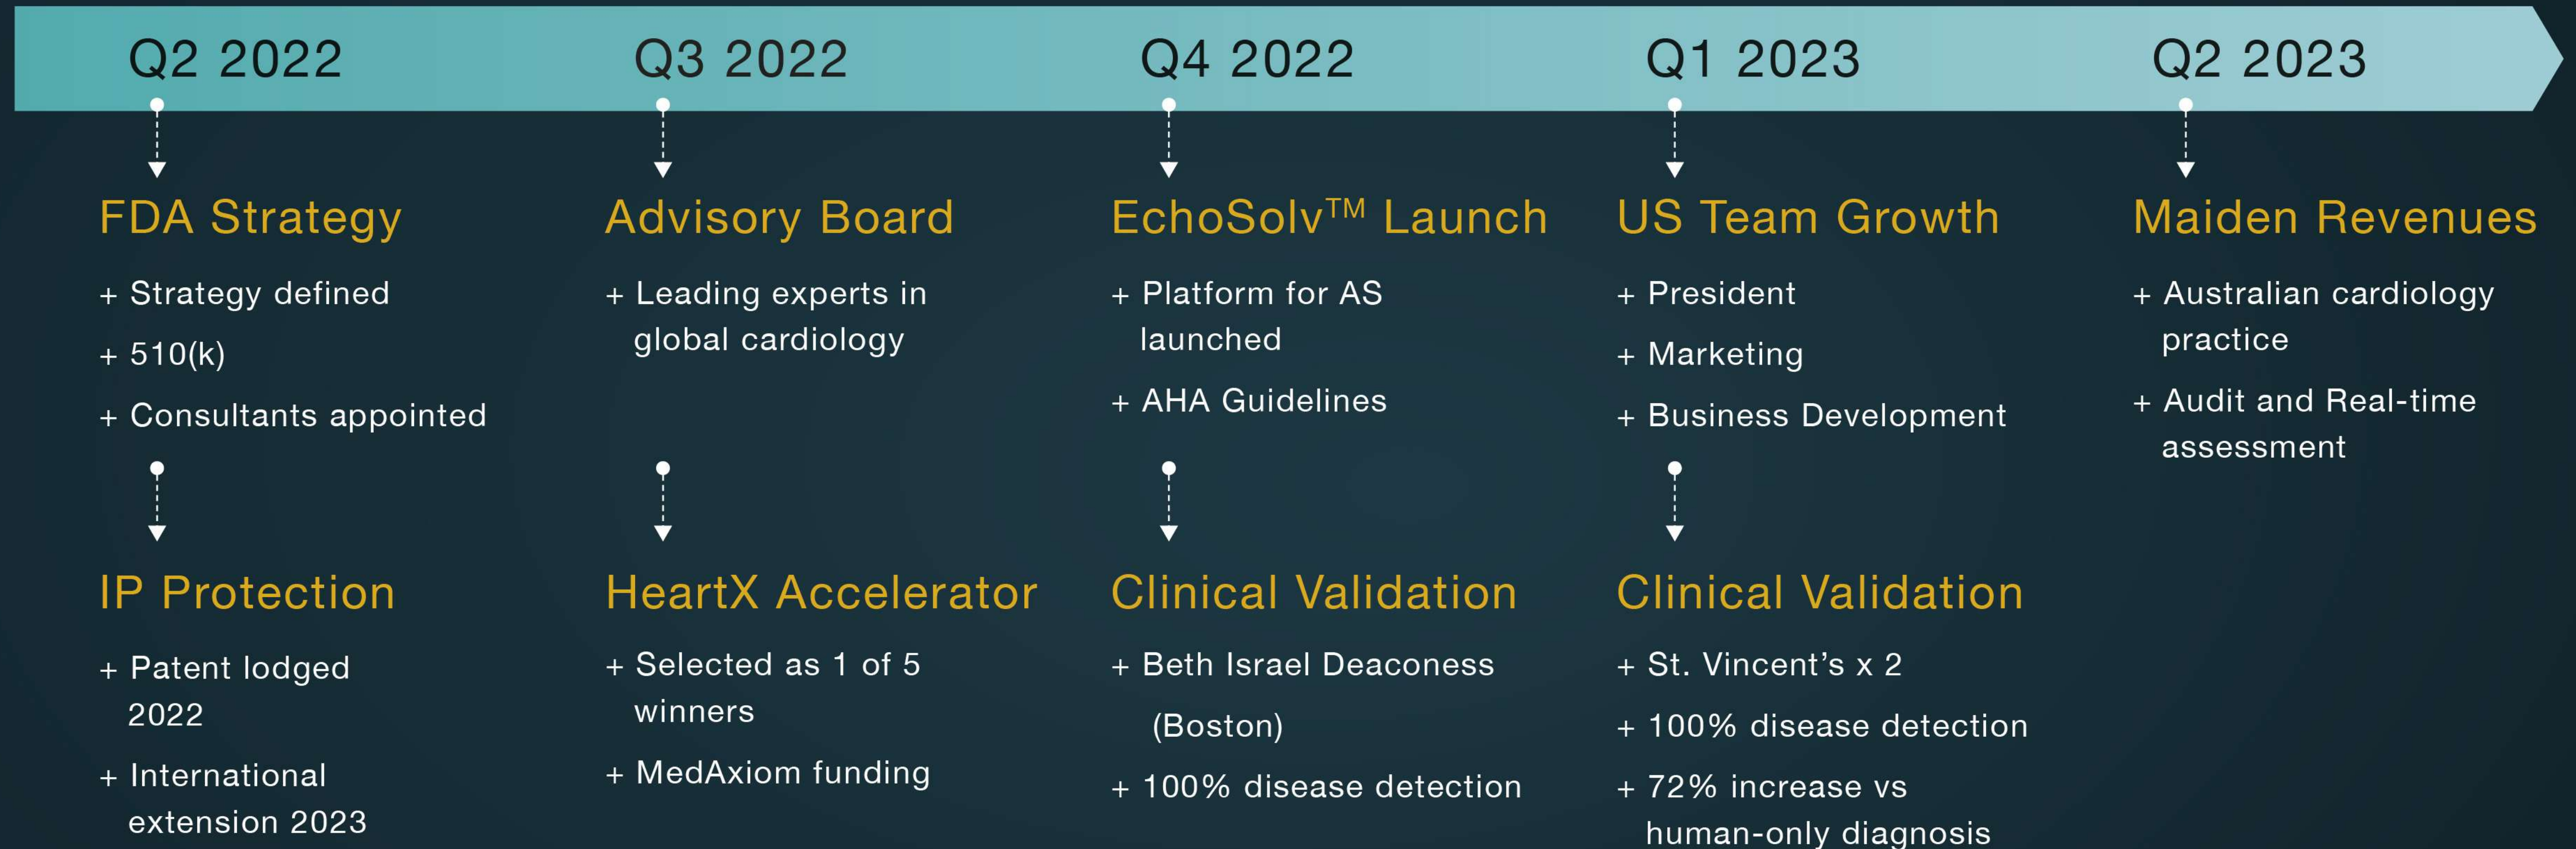 Q2 2022
Q3 2022
Q4 2022
Q1 2023
Q2 2023
FDA Strategy
+ Strategy defined
+ 510(k)
+ Consultants appointed
IP Protection
+ Patent lodged
2022
+ International
extension 2023
Advisory Board
+ Leading experts in
global cardiology
HeartX Accelerator
+ Selected as 1 of 5
winners
+ MedAxiom funding
EchoSolv™ Launch
+ Platform for AS
launched
+ AHA Guidelines
Clinical Validation
+ Beth Israel Deaconess
(Boston)
+ 100% disease detection
US Team Growth
+ President
+ Marketing
+ Business Development
Clinical Validation
+ St. Vincent’s x 2
+ 100% disease detection
+ 72% increase vs
human-only diagnosis
Maiden Revenues
+ Australian cardiology
practice
+ Audit and Real-time
assessment